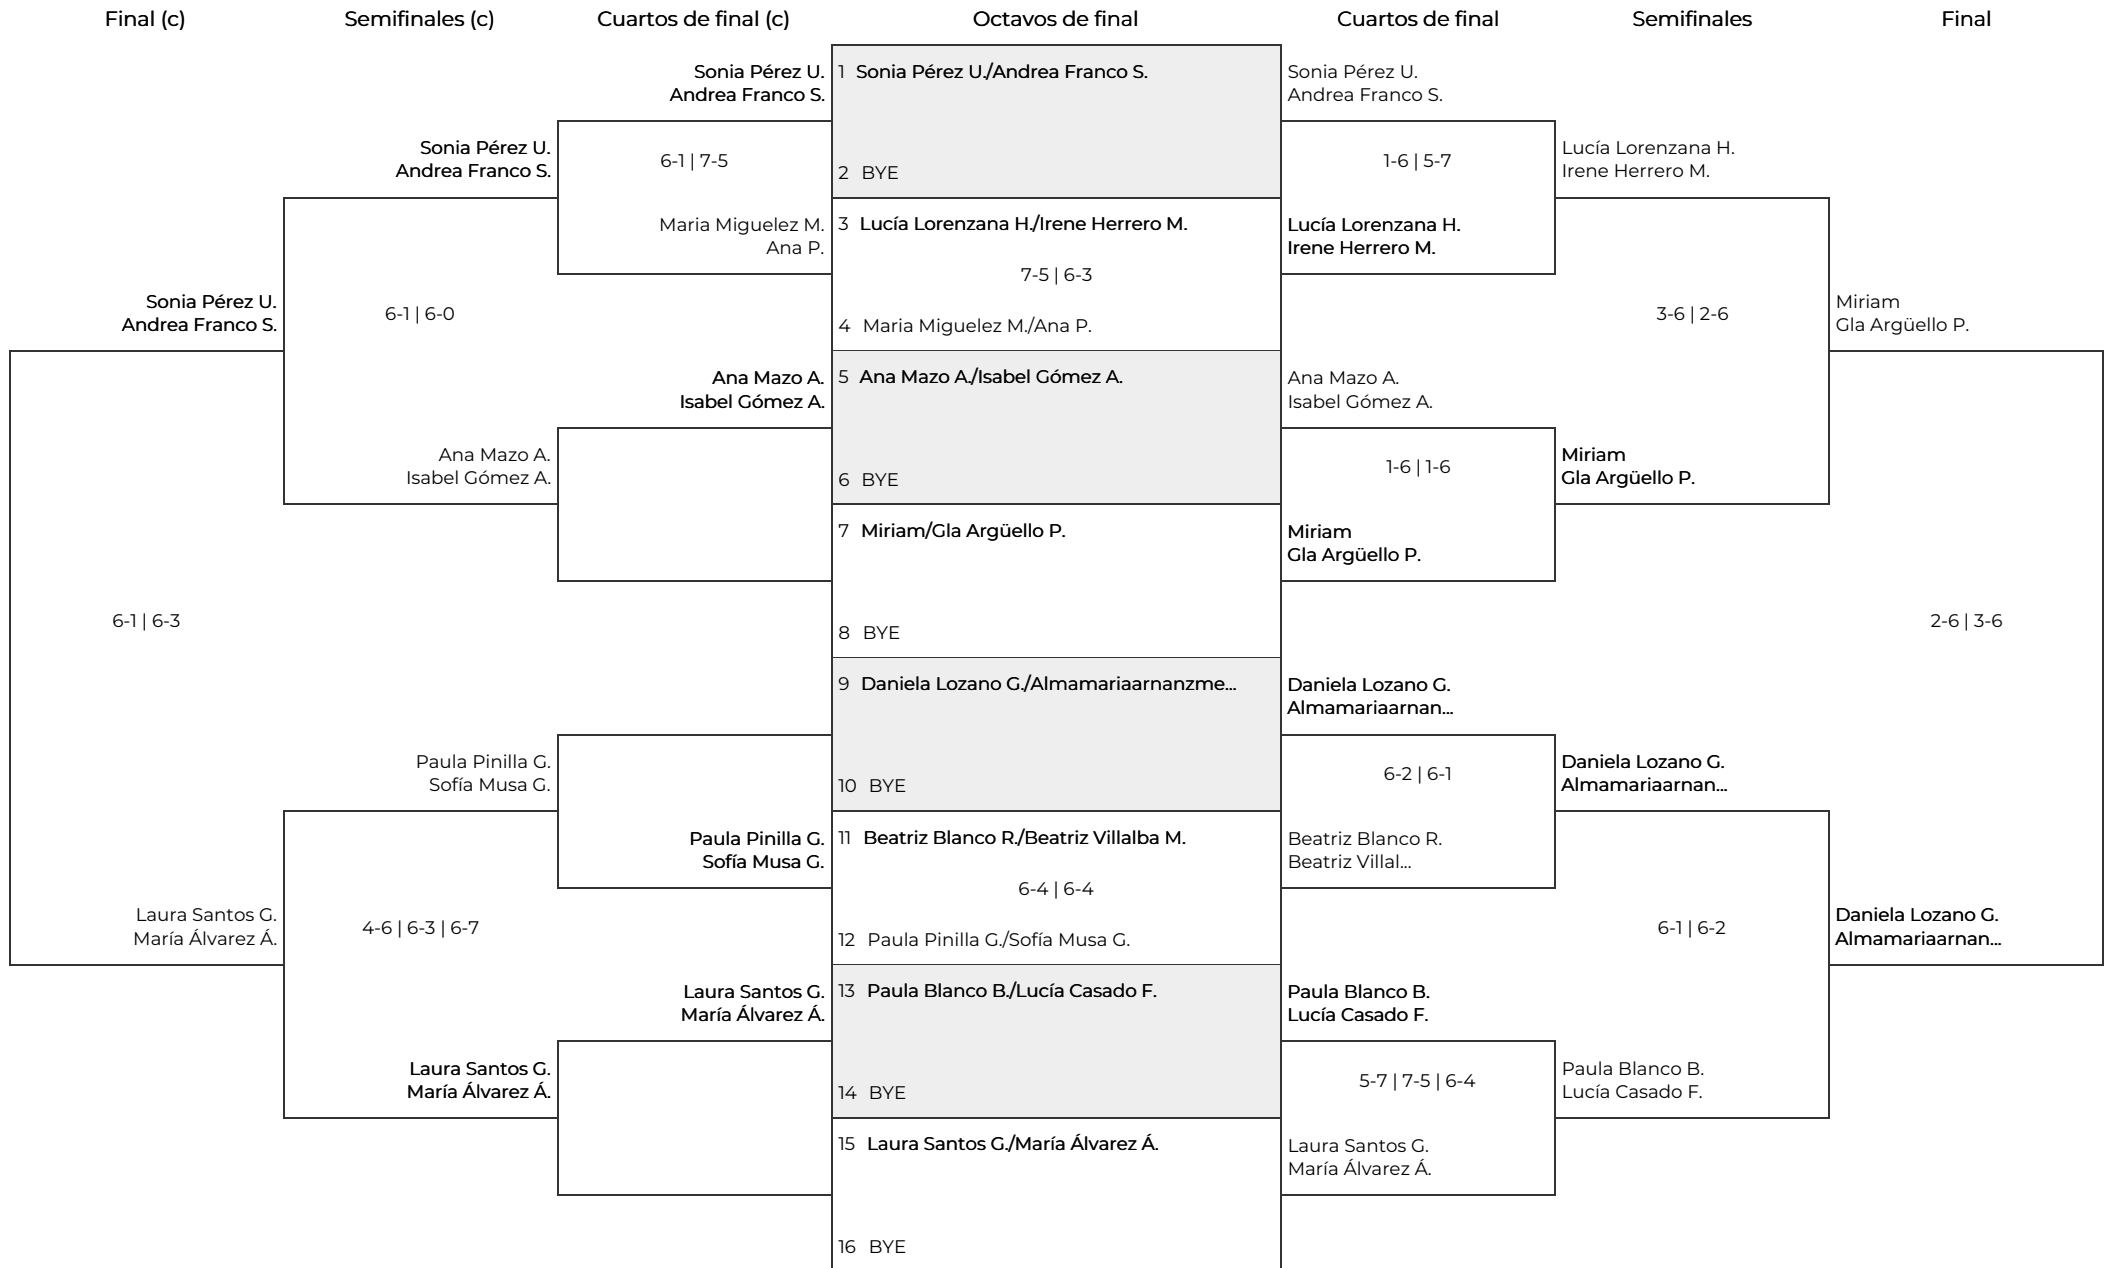 Final (c)
Semifinales (c)
Cuartos de final (c)
Octavos de final
Cuartos de final
Semifinales
Final
Sonia Pérez U.
Andrea Franco S.
6-1 | 6-3
Laura Santos G.
María Álvarez Á.
Sonia Pérez U.
Andrea Franco S.
6-1 | 6-0
Ana Mazo A.
Isabel Gómez A.
Paula Pinilla G.
Sofía Musa G.
4-6 | 6-3 | 6-7
Laura Santos G.
María Álvarez Á.
Sonia Pérez U.
Andrea Franco S.
6-1 | 7-5
Maria Miguelez M.
Ana P.
Ana Mazo A.
Isabel Gómez A.
Paula Pinilla G.
Sofía Musa G.
Laura Santos G.
María Álvarez Á.
1 Sonia Pérez U./Andrea Franco S.
2 BYE
3 Lucía Lorenzana H./Irene Herrero M.
7-5 | 6-3
4 Maria Miguelez M./Ana P.
5 Ana Mazo A./Isabel Gómez A.
6 BYE
7 Miriam/Gla Argüello P.
8 BYE
9 Daniela Lozano G./Almamariaarnanzme...
10 BYE
11 Beatriz Blanco R./Beatriz Villalba M.
6-4 | 6-4
12 Paula Pinilla G./Sofía Musa G.
13 Paula Blanco B./Lucía Casado F.
14 BYE
15 Laura Santos G./María Álvarez Á.
16 BYE
Sonia Pérez U.
Andrea Franco S.
1-6 | 5-7
Lucía Lorenzana H.
Irene Herrero M.
Ana Mazo A.
Isabel Gómez A.
1-6 | 1-6
Miriam
Gla Argüello P.
Daniela Lozano G.
Almamariaarnan...
6-2 | 6-1
Beatriz Blanco R.
Beatriz Villal...
Paula Blanco B.
Lucía Casado F.
5-7 | 7-5 | 6-4
Laura Santos G.
María Álvarez Á.
Lucía Lorenzana H.
Irene Herrero M.
3-6 | 2-6
Miriam
Gla Argüello P.
Daniela Lozano G.
Almamariaarnan...
6-1 | 6-2
Paula Blanco B.
Lucía Casado F.
Miriam
Gla Argüello P.
2-6 | 3-6
Daniela Lozano G.
Almamariaarnan...